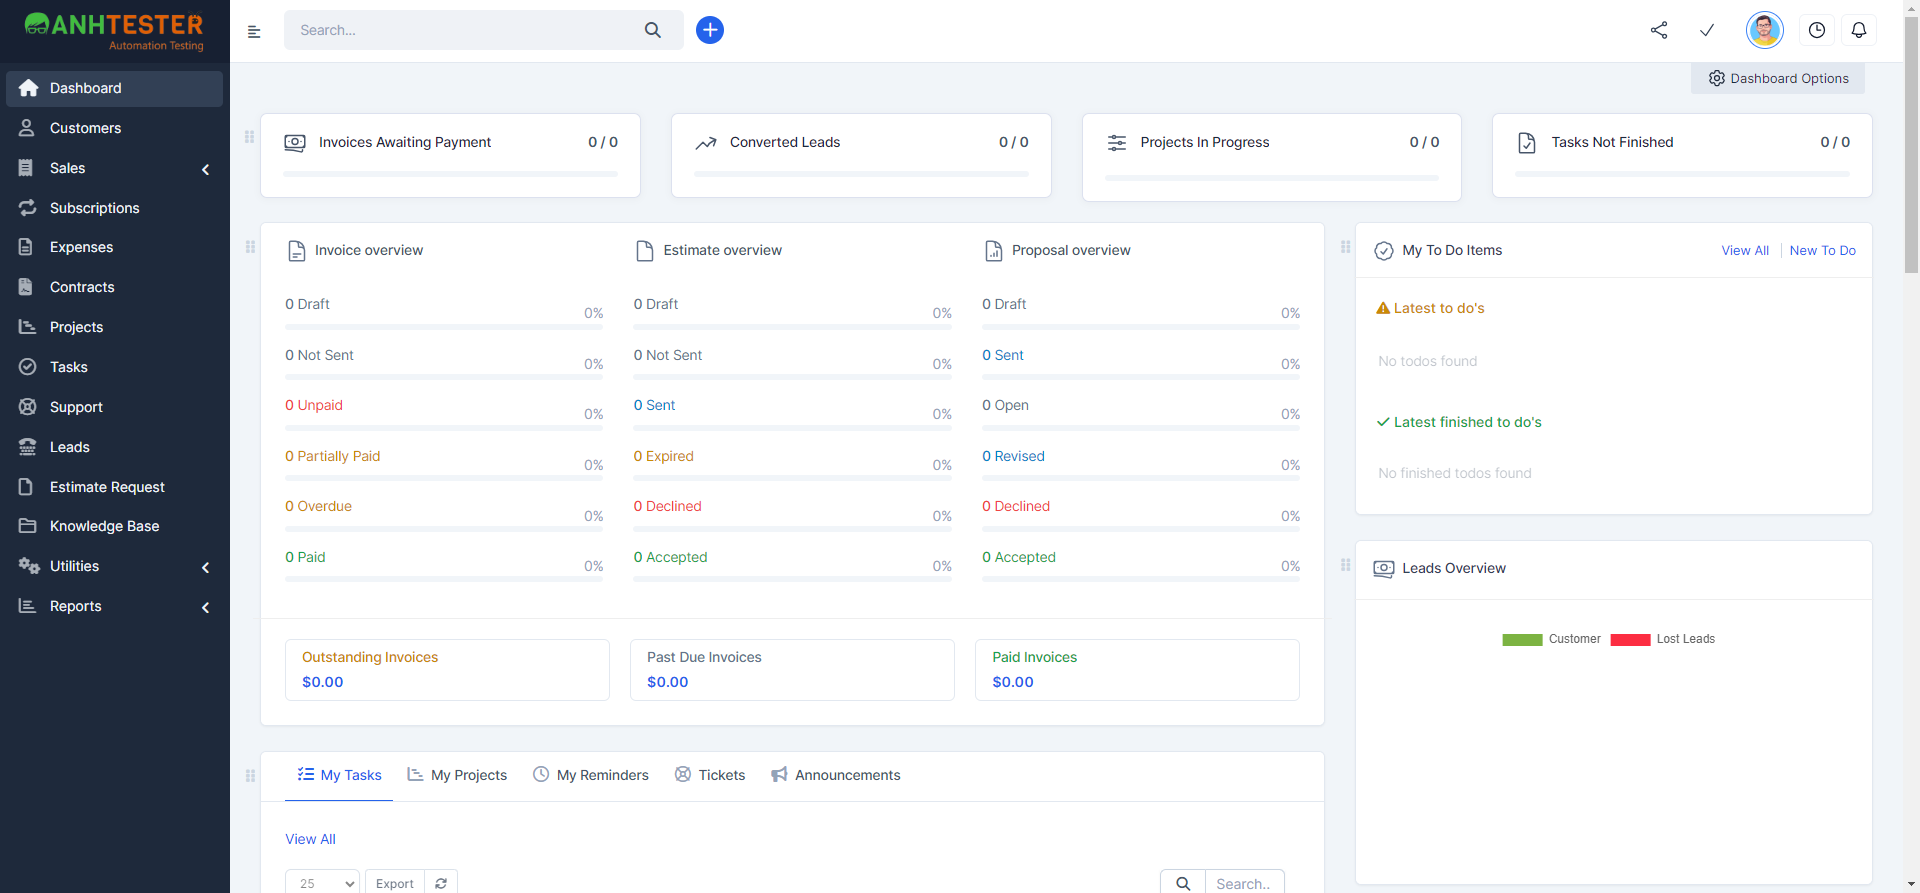 ANHTESTER
Automation Testing
Search...
Dashboard
Customers
Sales
Subscriptions
Expenses
Contracts
Projects
Tasks
Support
Leads
Estimate Request
Knowledge Base
Utilities
Reports
Dashboard Options
Invoices Awaiting Payment 0 / 0
Converted Leads 0 / 0
Projects In Progress 0 / 0
Tasks Not Finished 0 / 0
Invoice overview
0 Draft 0%
0 Not Sent 0%
0 Unpaid 0%
0 Partially Paid 0%
0 Overdue 0%
0 Paid 0%
Estimate overview
0 Draft 0%
0 Not Sent 0%
0 Sent 0%
0 Expired 0%
0 Declined 0%
0 Accepted 0%
Proposal overview
0 Draft 0%
0 Sent 0%
0 Open 0%
0 Revised 0%
0 Declined 0%
0 Accepted 0%
Outstanding Invoices
$0.00
Past Due Invoices
$0.00
Paid Invoices
$0.00
My To Do Items View All New To Do
Latest to do's
No todos found
Latest finished to do's
No finished todos found
Leads Overview
Customer Lost Leads
My Tasks My Projects My Reminders Tickets Announcements
View All
25 Export Search..